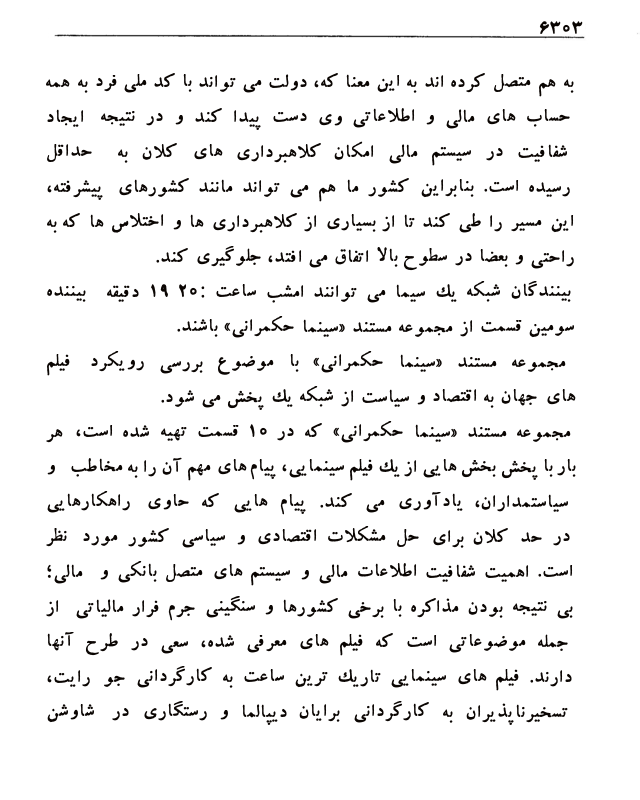 ۶۳۰۳
به هم متصل کرده اند به این معنا که، دولت می تواند با کد ملی فرد به همه
حساب های مالی و اطلاعاتی وی دست پیدا کند و در نتیجه ایجاد
شفافیت در سیستم مالی امکان کلاهبرداری های کلان به حداقل
رسیده است. بنابراین کشور ما هم می تواند مانند کشورهای پیشرفته،
این مسیر را طی کند تا از بسیاری از کلاهبرداری ها و اختلاس ها که به
راحتی و بعضا در سطوح بالا اتفاق می افتد، جلوگیری کند.
بینندگان شبکه یك سیما می توانند امشب ساعت :۲۵ ۱۹ دقیقه بیننده
سومین قسمت از مجموعه مستند «سینما حکمرانی» باشند.
مجموعه مستند «سینما حکمرانی» با موضوع بررسی رویکرد فیلم
های جهان به اقتصاد و سیاست از شبکه یك پخش می شود.
مجموعه مستند «سینما حکمرانی» که در ۱۵ قسمت تهیه شده است، هر
بار با پخش بخش هایی از یك فیلم سینمایی، پیام های مهم آن را به مخاطب و
سیاستمداران، یادآوری می کند. پیام هایی که حاوی راهکارهایی
در حد کلان برای حل مشکلات اقتصادی و سیاسی کشور مورد نظر
است. اهمیت شفافیت اطلاعات مالی و سیستم های متصل بانکی و مالی؛
بی نتیجه بودن مذاکره با برخی کشورها و سنگینی جرم فرار مالیاتی از
جمله موضوعاتی است که فیلم های معرفی شده، سعی در طرح آنها
دارند. فیلم های سینمایی تاریك ترین ساعت به کارگردانی جو رایت،
تسخیرناپذیران به کارگردانی برایان دیپالما و رستگاری در شاوشن